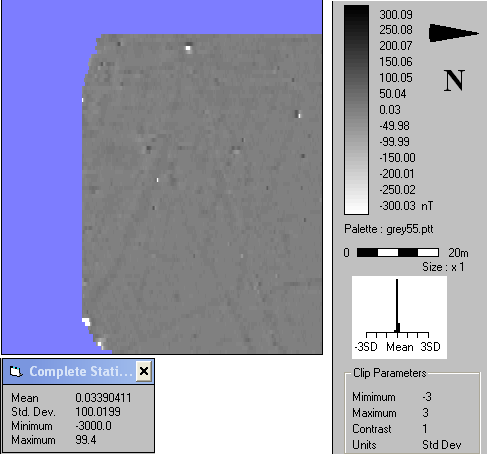 300.09
250.08
200.07
150.06
100.05
50.04
0.03
-49.98
-99.99
-150.00
-200.01
-250.02
-300.03 nT
N
Palette : grey55.ptt
0 20m
Size : x 1
-3SD Mean 3SD
Clip Parameters
Mimimum -3
Maximum 3
Contrast 1
Units Std Dev
Complete Stati...
Mean 0.03390411
Std. Dev. 100.0199
Minimum -3000.0
Maximum 99.4